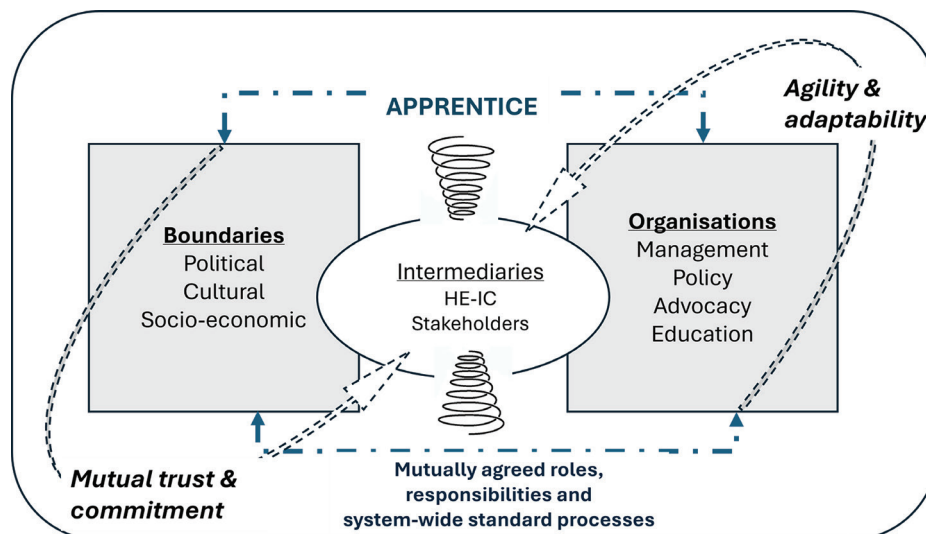 APPRENTICE
Agility &
adaptability
Boundaries
Political
Cultural
Socio-economic
Intermediaries
HE-IC
Stakeholders
Organisations
Management
Policy
Advocacy
Education
Mutual trust &
commitment
Mutually agreed roles,
responsibilities and
system-wide standard processes